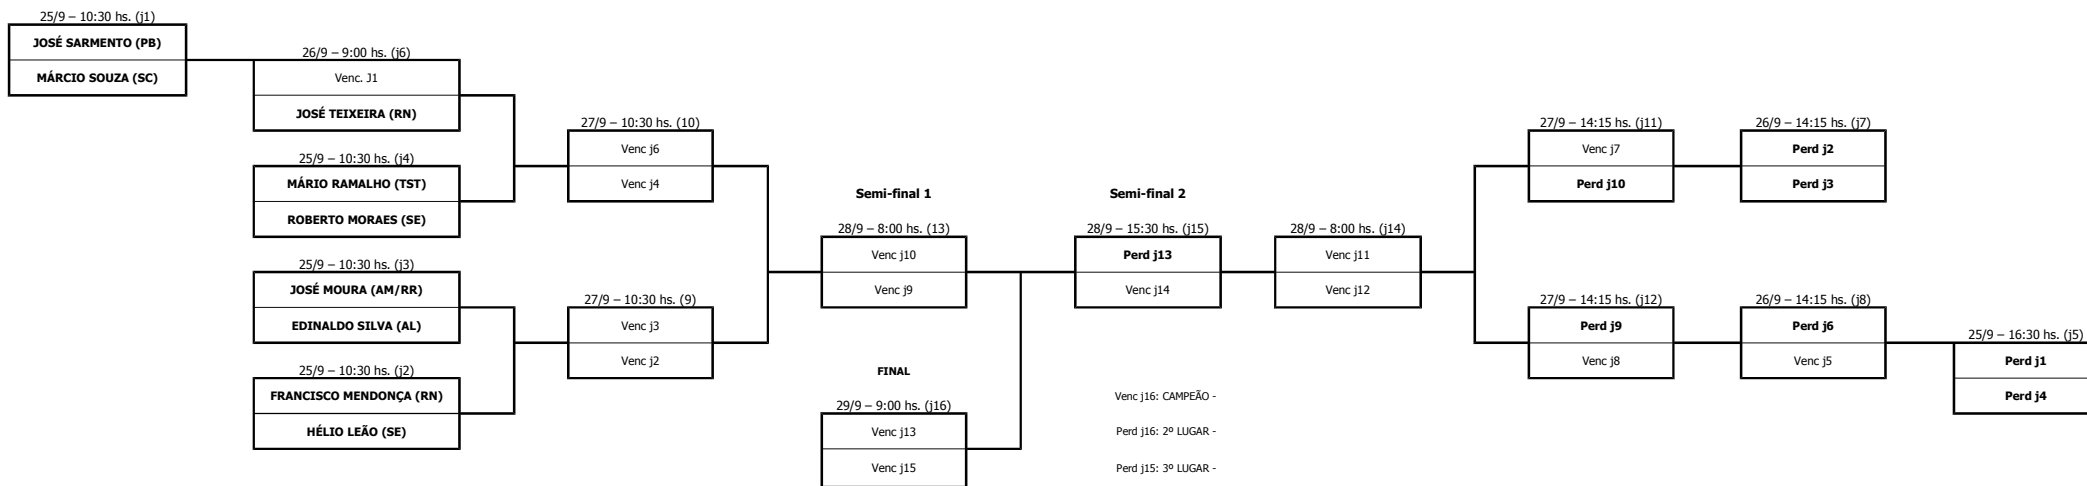 25/9 – 10:30 hs. (j1)
JOSÉ SARMENTO (PB)
MÁRCIO SOUZA (SC)
26/9 – 9:00 hs. (j6)
Venc. J1
JOSÉ TEIXEIRA (RN)
25/9 – 10:30 hs. (j4)
MÁRIO RAMALHO (TST)
ROBERTO MORAES (SE)
25/9 – 10:30 hs. (j3)
JOSÉ MOURA (AM/RR)
EDINALDO SILVA (AL)
25/9 – 10:30 hs. (j2)
FRANCISCO MENDONÇA (RN)
HÉLIO LEÃO (SE)
27/9 – 10:30 hs. (10)
Venc j6
Venc j4
27/9 – 10:30 hs. (9)
Venc j3
Venc j2
Semi-final 1
28/9 – 8:00 hs. (13)
Venc j10
Venc j9
FINAL
29/9 – 9:00 hs. (j16)
Venc j13
Venc j15
Semi-final 2
28/9 – 15:30 hs. (j15)
Perd j13
Venc j14
Venc j16: CAMPEÃO -
Perd j16: 2º LUGAR -
Perd j15: 3º LUGAR -
28/9 – 8:00 hs. (j14)
Venc j11
Venc j12
27/9 – 14:15 hs. (j11)
Venc j7
Perd j10
27/9 – 14:15 hs. (j12)
Perd j9
Venc j8
26/9 – 14:15 hs. (j7)
Perd j2
Perd j3
26/9 – 14:15 hs. (j8)
Perd j6
Venc j5
25/9 – 16:30 hs. (j5)
Perd j1
Perd j4